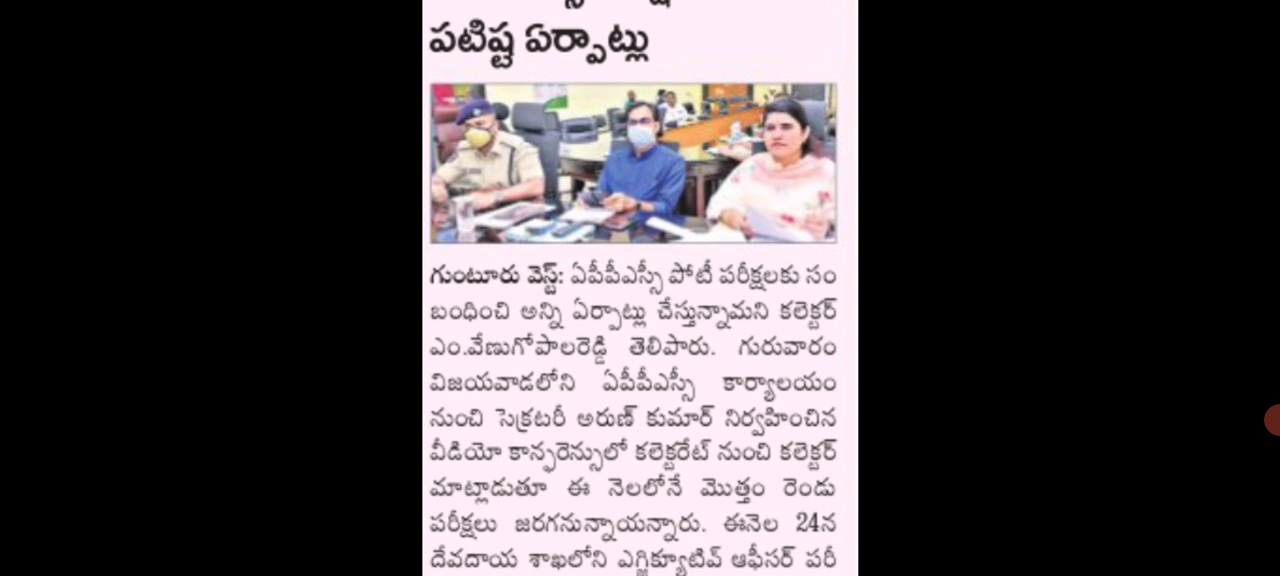 పటిష్ట ఏర్పాట్లు
గుంటూరు వెస్ట్: ఏపీపీఎస్సీ పోటీ పరీక్షలకు సం
బంధించి అన్ని ఏర్పాట్లు చేస్తున్నామని కలెక్టర్
ఎం.వేణుగోపాలరెడ్డి తెలిపారు. గురువారం
విజయవాడలోని ఏపీపీఎస్సీ కార్యాలయం
నుంచి సెక్రటరీ అరుణ్ కుమార్ నిర్వహించిన
వీడియో కాన్ఫరెన్సులో కలెక్టరేట్ నుంచి కలెక్టర్
మాట్లాడుతూ ఈ నెలలోనే మొత్తం రెండు
పరీక్షలు జరగనున్నాయన్నారు. ఈనెల 24న
దేవదాయ శాఖలోని ఎగ్జిక్యూటివ్ ఆఫీసర్ పరీ